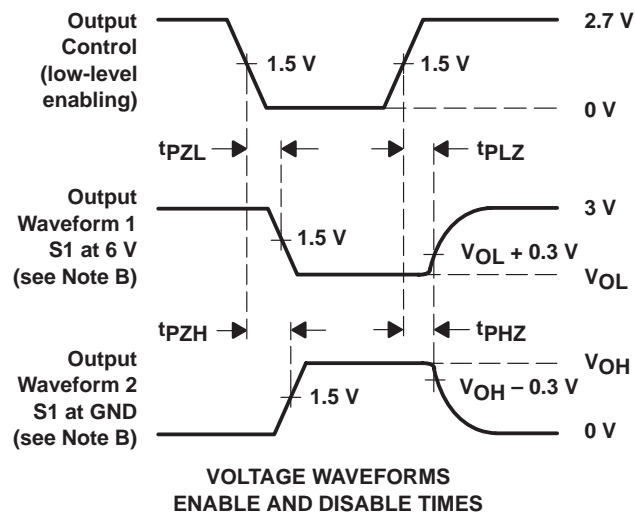 Output
Control
(low-level
enabling)
1.5 V
1.5 V
2.7 V
0 V
tPZL
tPLZ
Output
Waveform 1
S1 at 6 V
(see Note B)
1.5 V
VOL + 0.3 V
3 V
VOL
tPZH
tPHZ
Output
Waveform 2
S1 at GND
(see Note B)
1.5 V
VOH − 0.3 V
VOH
0 V
VOLTAGE WAVEFORMS
ENABLE AND DISABLE TIMES